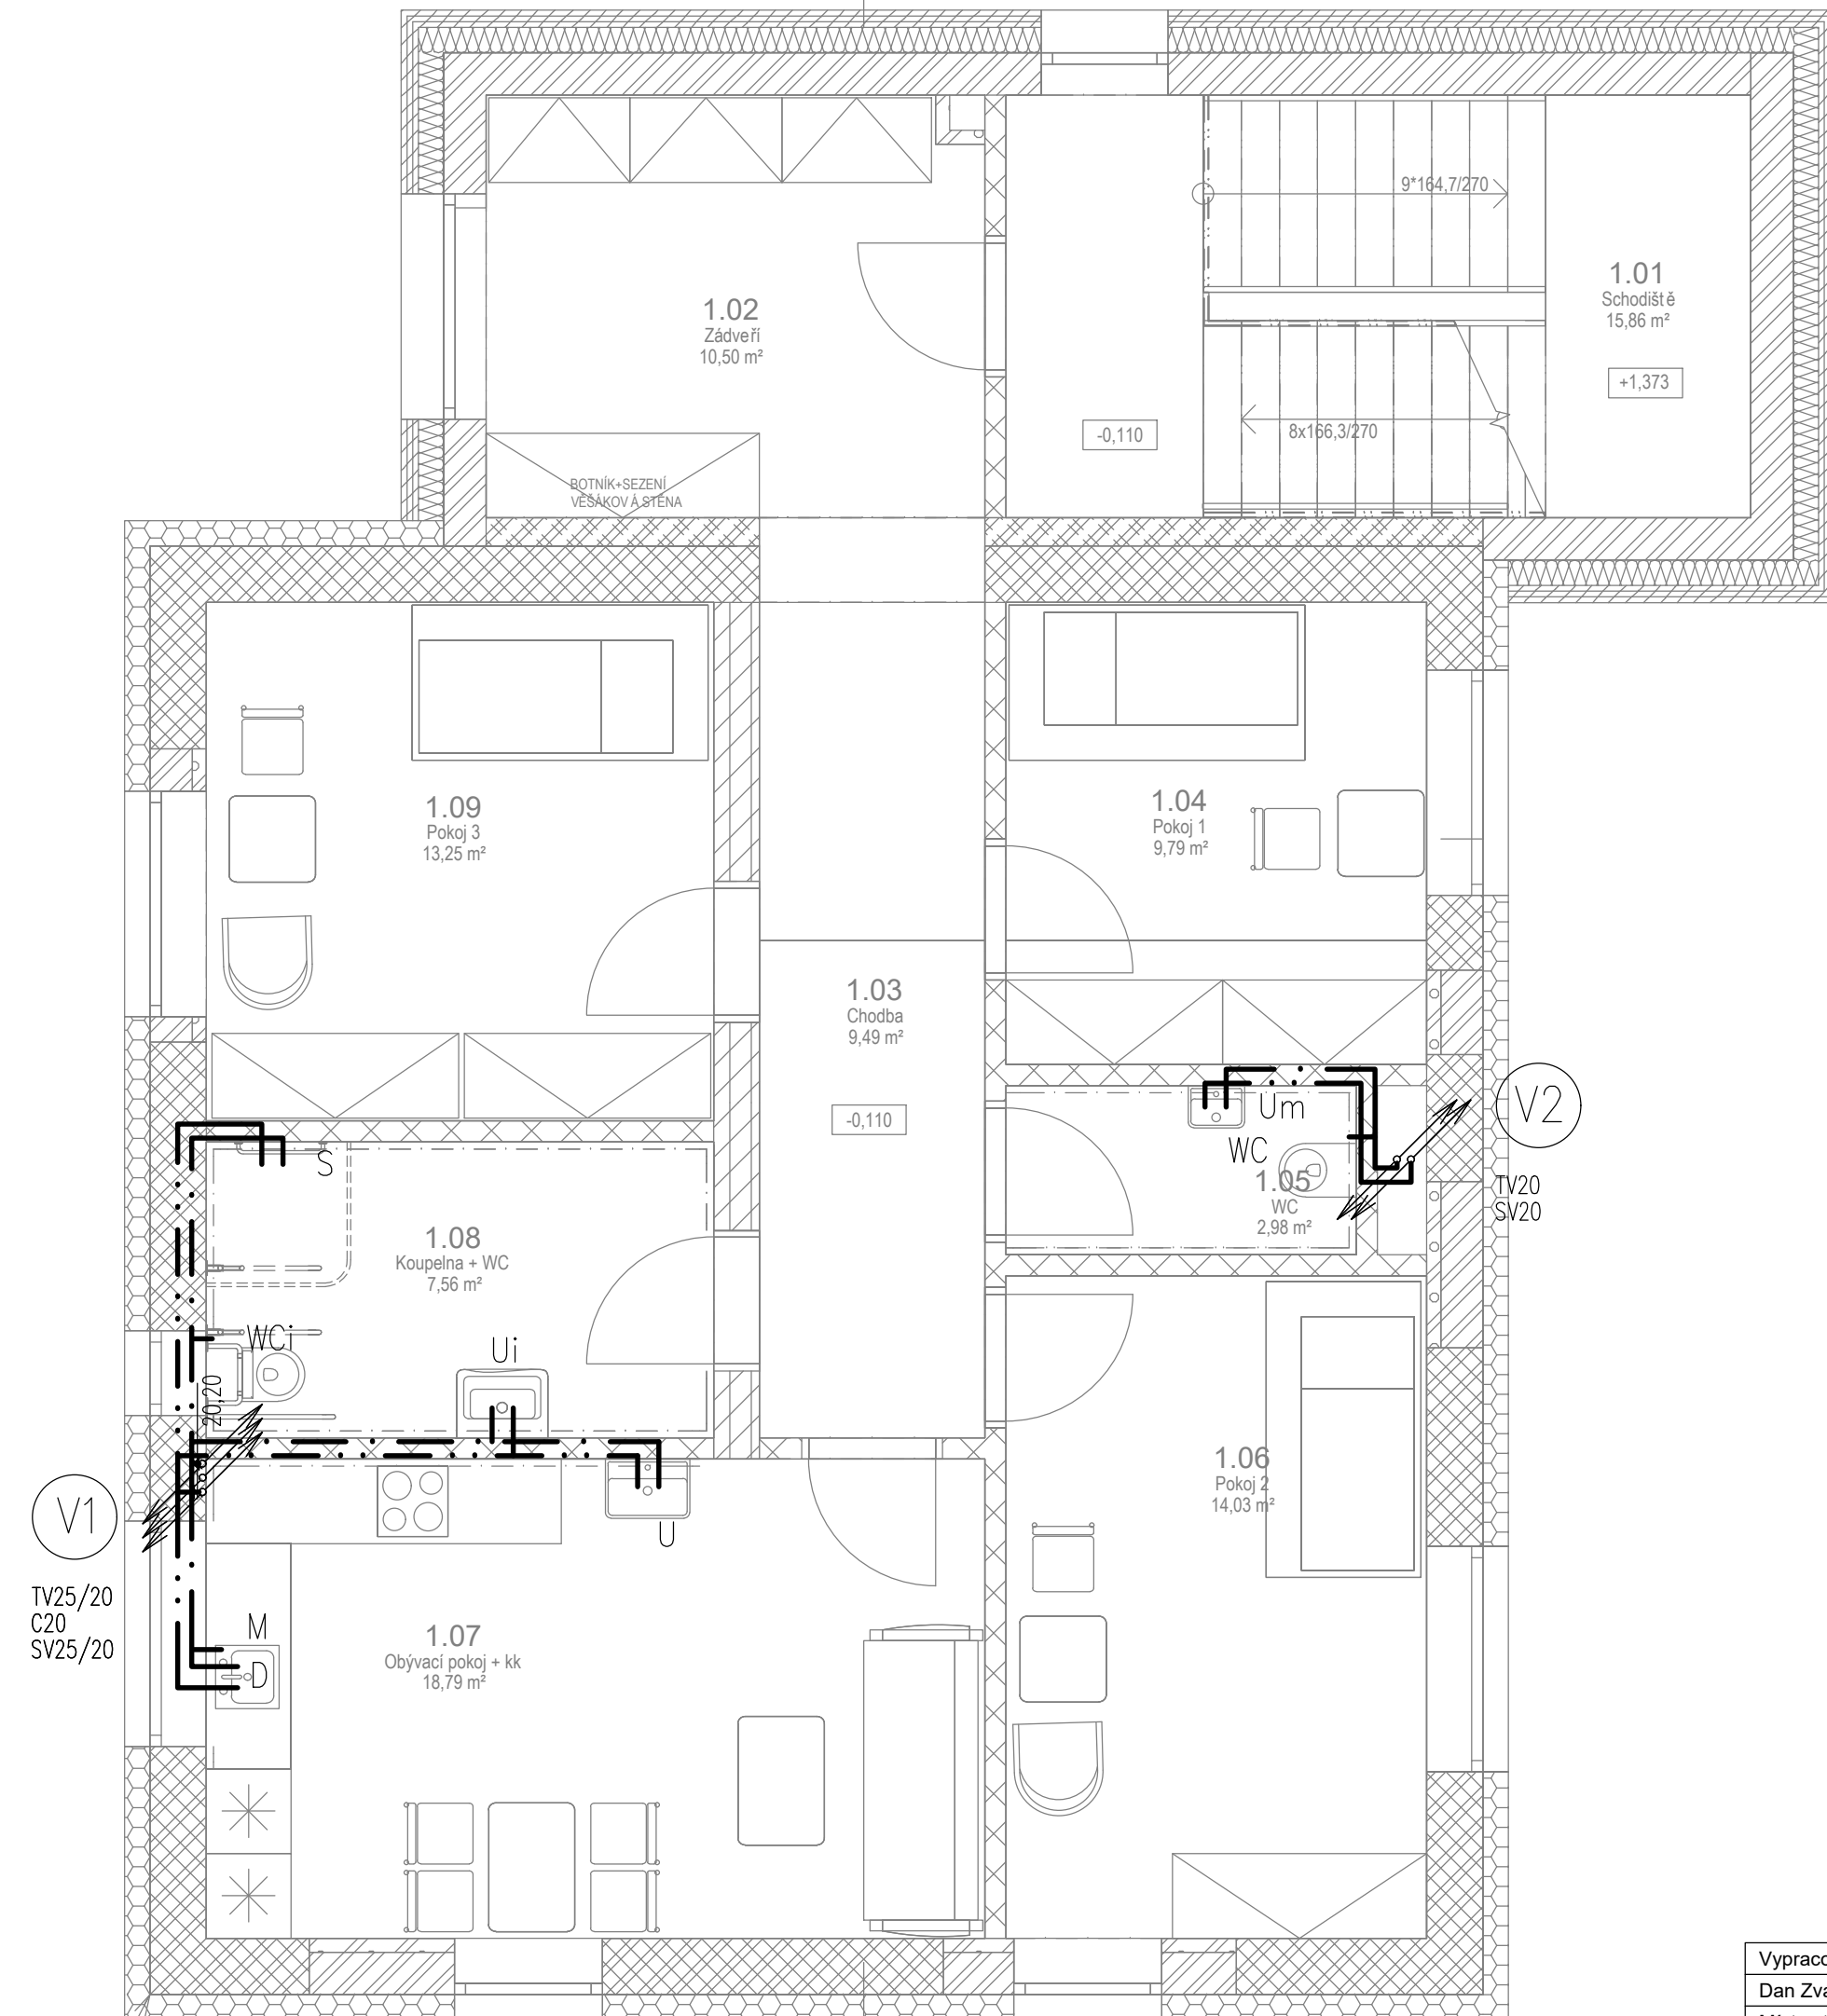 9*164,7/270
1.01
Schodiště
15,86 m²
+1,373
1.02
Zádveří
10,50 m²
-0,110
8x166,3/270
BOTNÍK+SEZENÍ
VĚŠÁKOVÁ STĚNA
1.09
Pokoj 3
13,25 m²
1.04
Pokoj 1
9,79 m²
1.03
Chodba
9,49 m²
-0,110
Um
V2
WC
1.05
WC
2,98 m²
TV20
SV20
S
1.08
Koupelna + WC
7,56 m²
WCi
Ui
20,20
V1
TV25/20
C20
SV25/20
U
1.06
Pokoj 2
14,03 m²
M
D
1.07
Obývací pokoj + kk
18,79 m²
Vypraco
Dan Zva